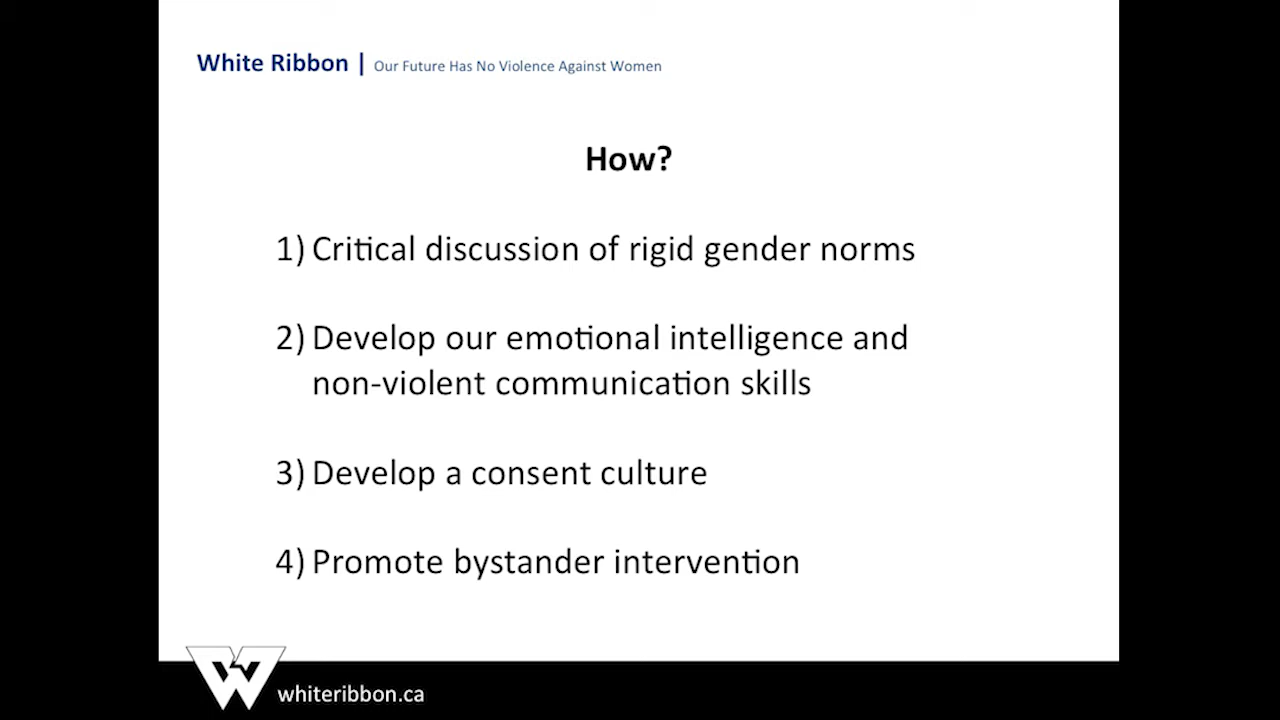 White Ribbon | Our Future Has No Violence Against Women
How?
1) Critical discussion of rigid gender norms
2) Develop our emotional intelligence and
non-violent communication skills
3) Develop a consent culture
4) Promote bystander intervention
W whiteribbon.ca